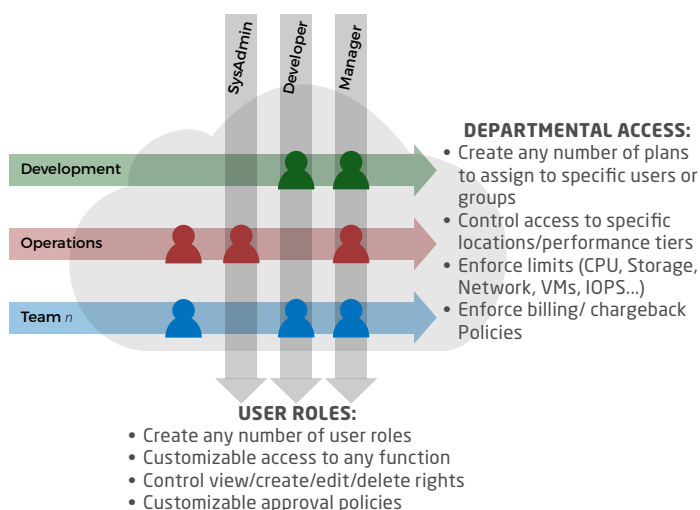 SysAdmin
Developer
Manager
Development
Operations
Team n
DEPARTMENTAL ACCESS:
• Create any number of plans
to assign to specific users or
groups
• Control access to specific
locations/performance tiers
• Enforce limits (CPU, Storage,
Network, VMs, IOPS...)
• Enforce billing/ chargeback
Policies
USER ROLES:
• Create any number of user roles
• Customizable access to any function
• Control view/create/edit/delete rights
• Customizable approval policies